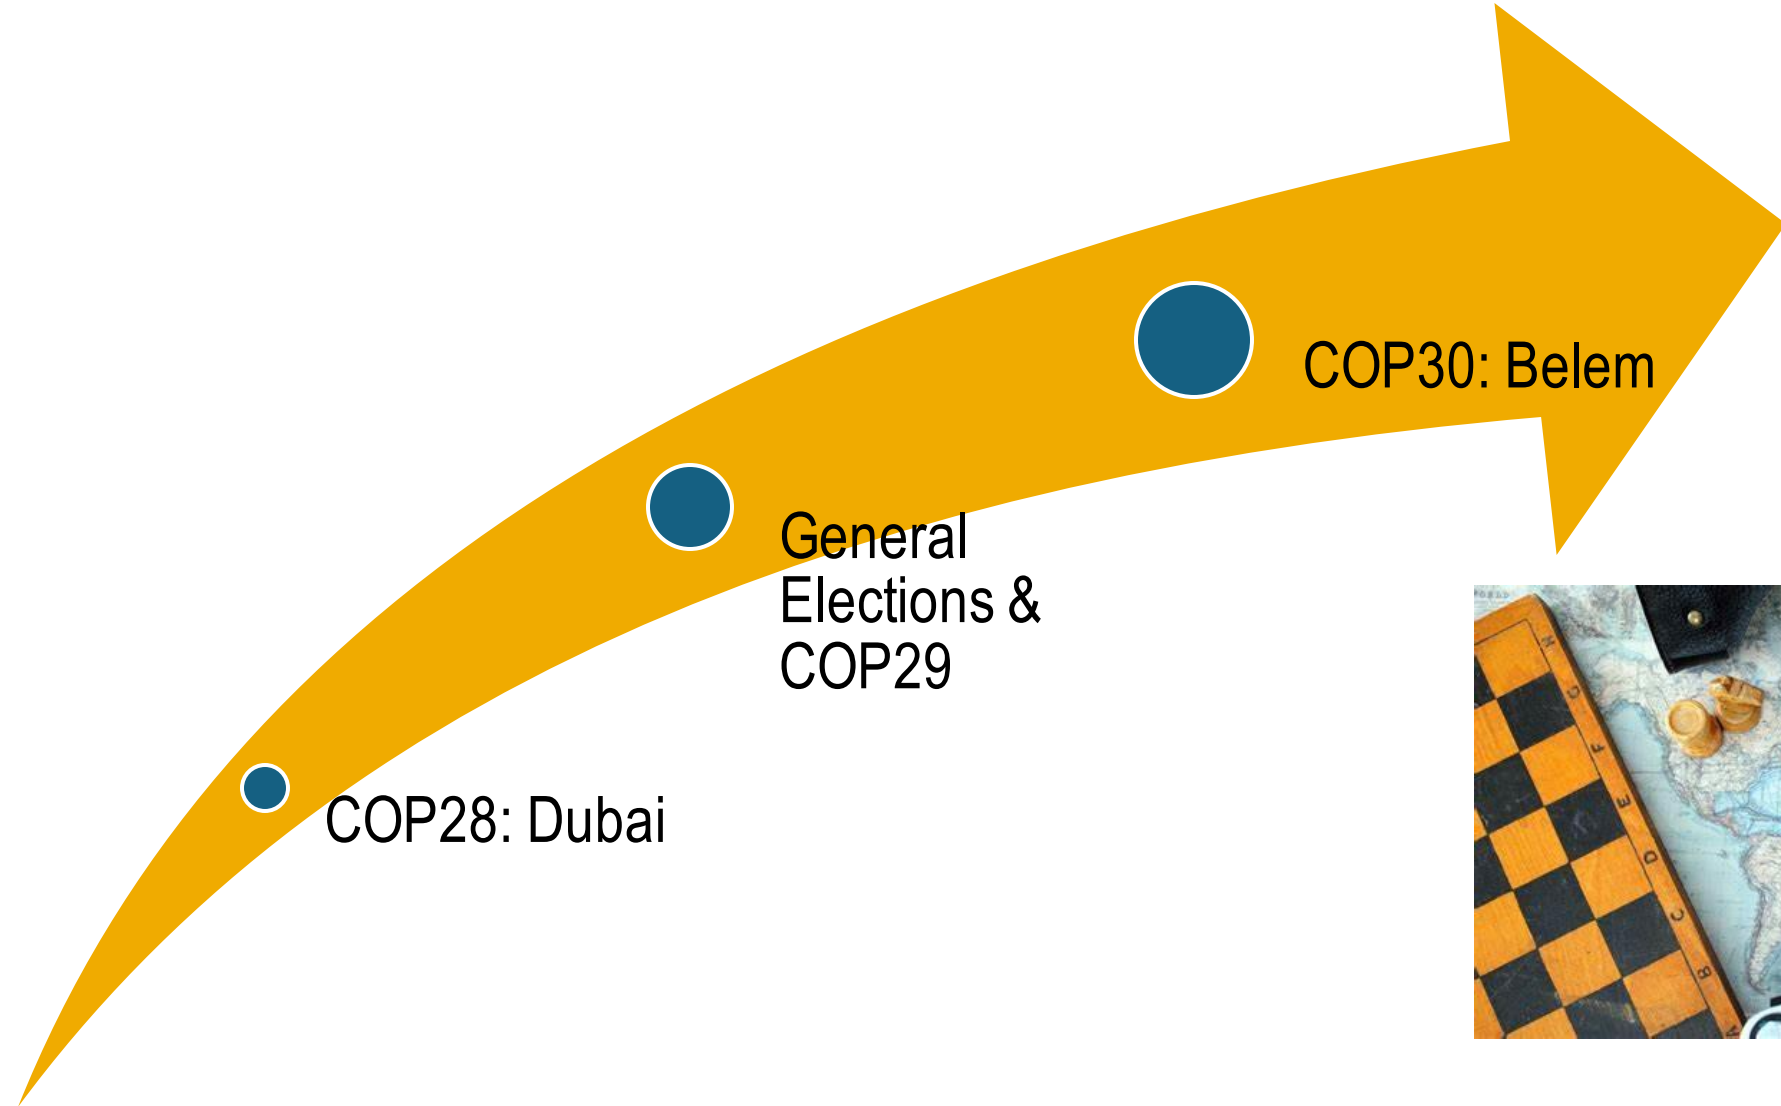 COP30: Belem
General
Elections &
COP29
COP28: Dubai
H
G
F
E
D
C
B
A